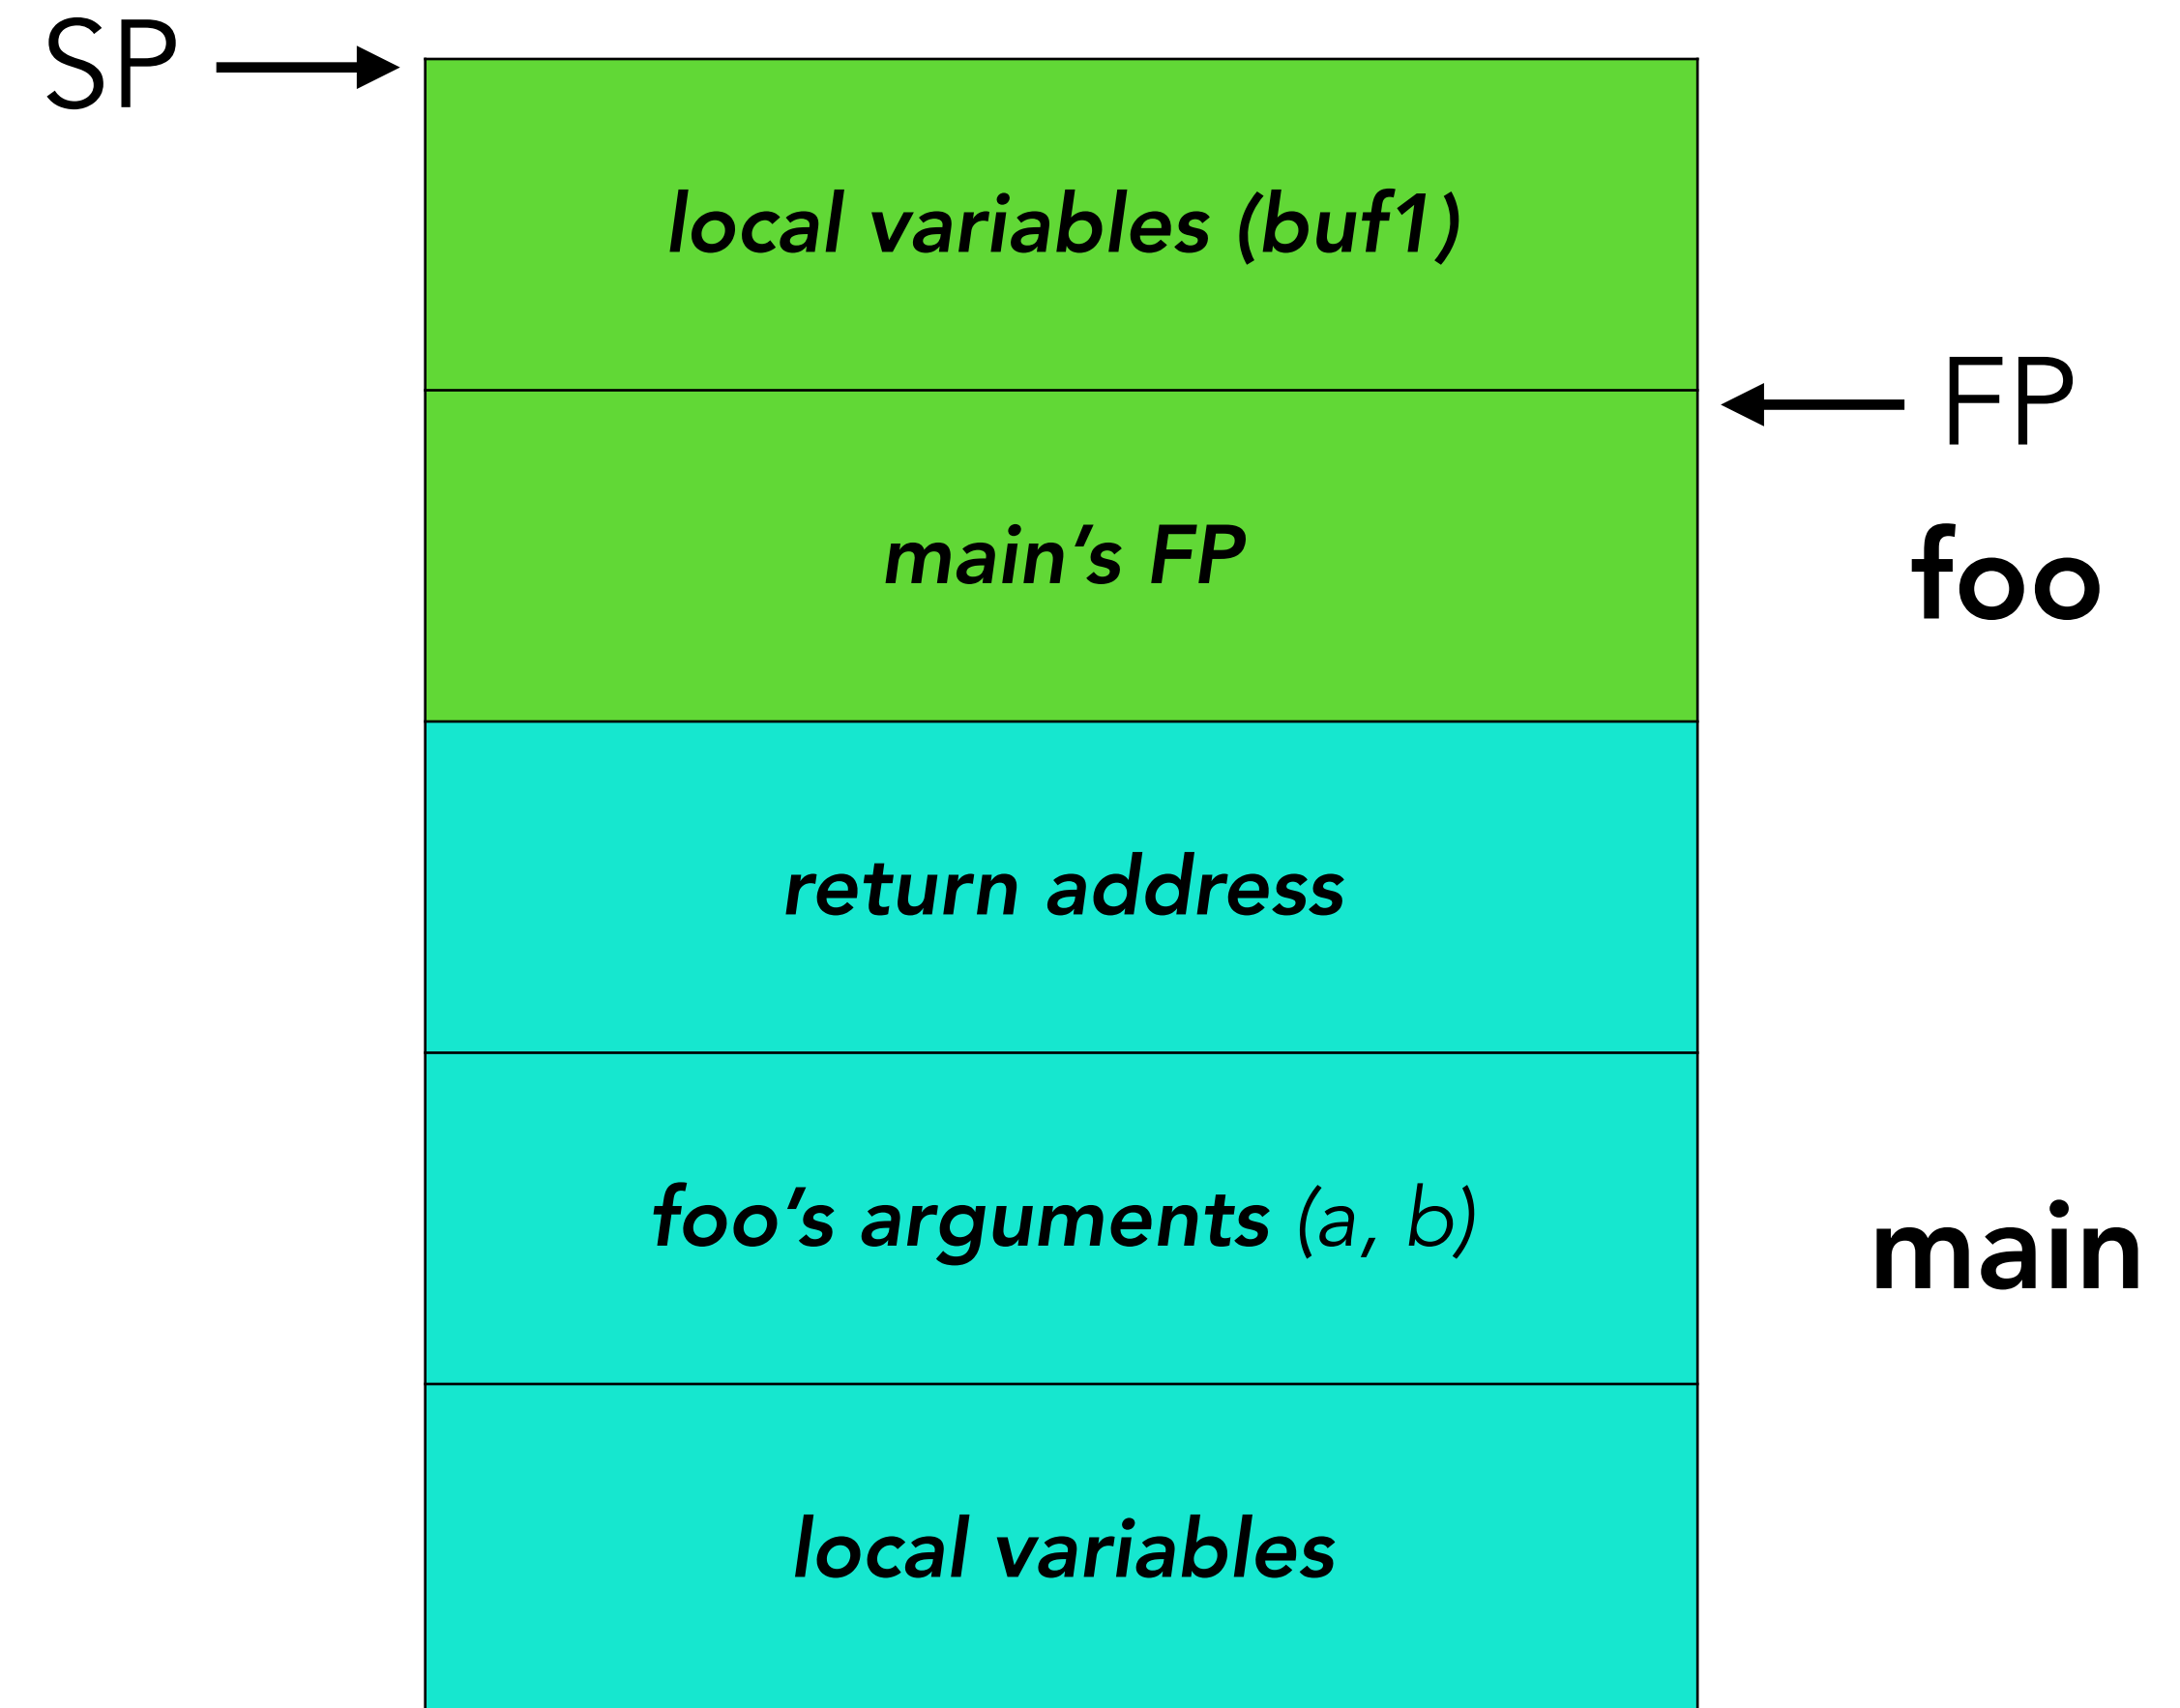 SP
local variables (buf1)
FP
main’s FP
foo
return address
foo’s arguments (a, b)
main
local variables